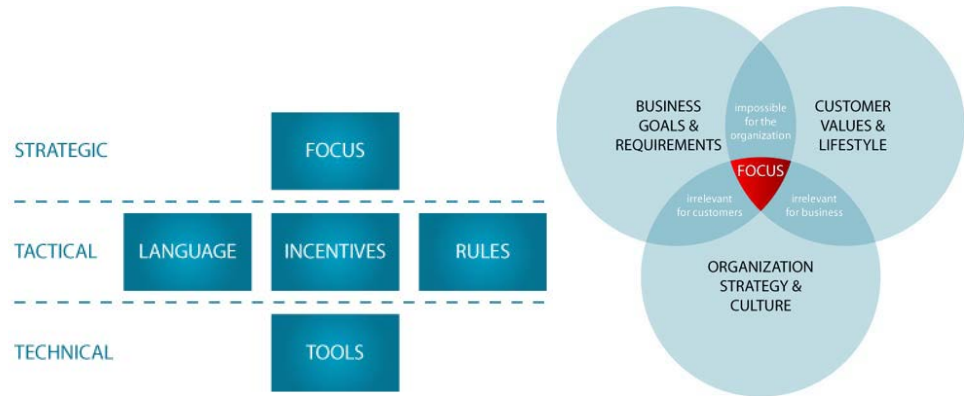 STRATEGIC
FOCUS
TACTICAL
LANGUAGE
INCENTIVES
RULES
TECHNICAL
TOOLS
BUSINESS
GOALS &
REQUIREMENTS
impossible
for the
organization
CUSTOMER
VALUES &
LIFESTYLE
FOCUS
irrelevant
for customers
irrelevant
for business
ORGANIZATION
STRATEGY &
CULTURE